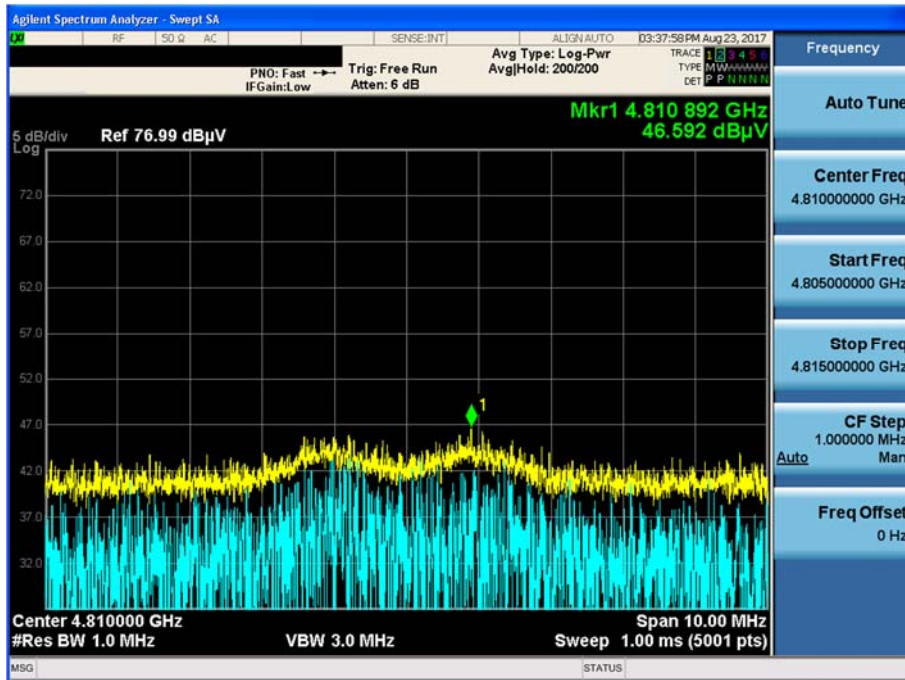 Agilent Spectrum Analyzer - Swept SA
LXI RF 50 Ω AC SENSE:INT ALIGN AUTO 03:37:58 PM Aug 23, 2017
PNO: Fast Trig: Free Run Avg Type: Log-Pwr TRACE 1 2 3 4 5 6
IFGain:Low Atten: 6 dB Avg|Hold: 200/200 TYPE M W W W W W
DET P P N N N N
Mkr1 4.810 892 GHz
46.592 dBµV
5 dB/div Ref 76.99 dBµV
Log
72.0
67.0
62.0
57.0
52.0
47.0
42.0
37.0
32.0
1
Center 4.810000 GHz Span 10.00 MHz
#Res BW 1.0 MHz VBW 3.0 MHz Sweep 1.00 ms (5001 pts)
MSG STATUS
Frequency
Auto Tune
Center Freq
4.810000000 GHz
Start Freq
4.805000000 GHz
Stop Freq
4.815000000 GHz
CF Step
1.000000 MHz
Auto Man
Freq Offset
0 Hz